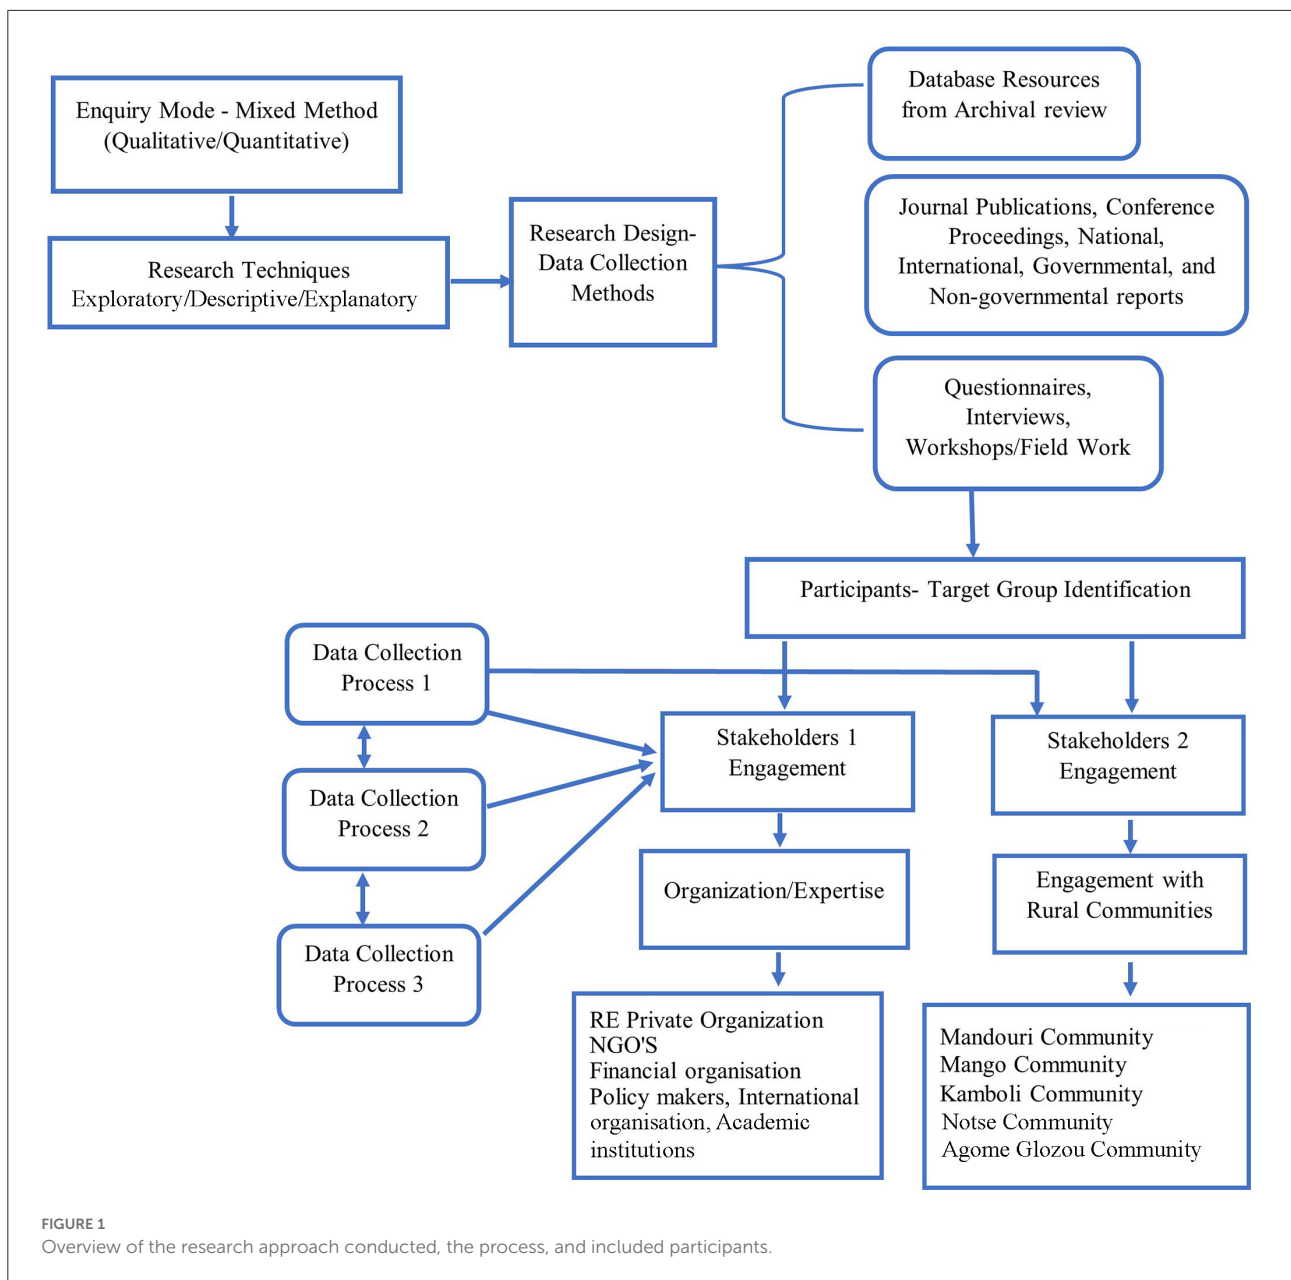 Enquiry Mode - Mixed Method
(Qualitative/Quantitative)
Research Techniques
Exploratory/Descriptive/Explanatory
Research Design-
Data Collection
Methods
Database Resources
from Archival review
Journal Publications, Conference
Proceedings, National,
International, Governmental, and
Non-governmental reports
Questionnaires,
Interviews,
Workshops/Field Work
Participants- Target Group Identification
Data Collection
Process 1
Data Collection
Process 2
Data Collection
Process 3
Stakeholders 1
Engagement
Stakeholders 2
Engagement
Organization/Expertise
Engagement with
Rural Communities
RE Private Organization
NGO'S
Financial organisation
Policy makers, International
organisation, Academic
institutions
Mandouri Community
Mango Community
Kamboli Community
Notse Community
Agome Glozou Community
FIGURE 1
Overview of the research approach conducted, the process, and included participants.